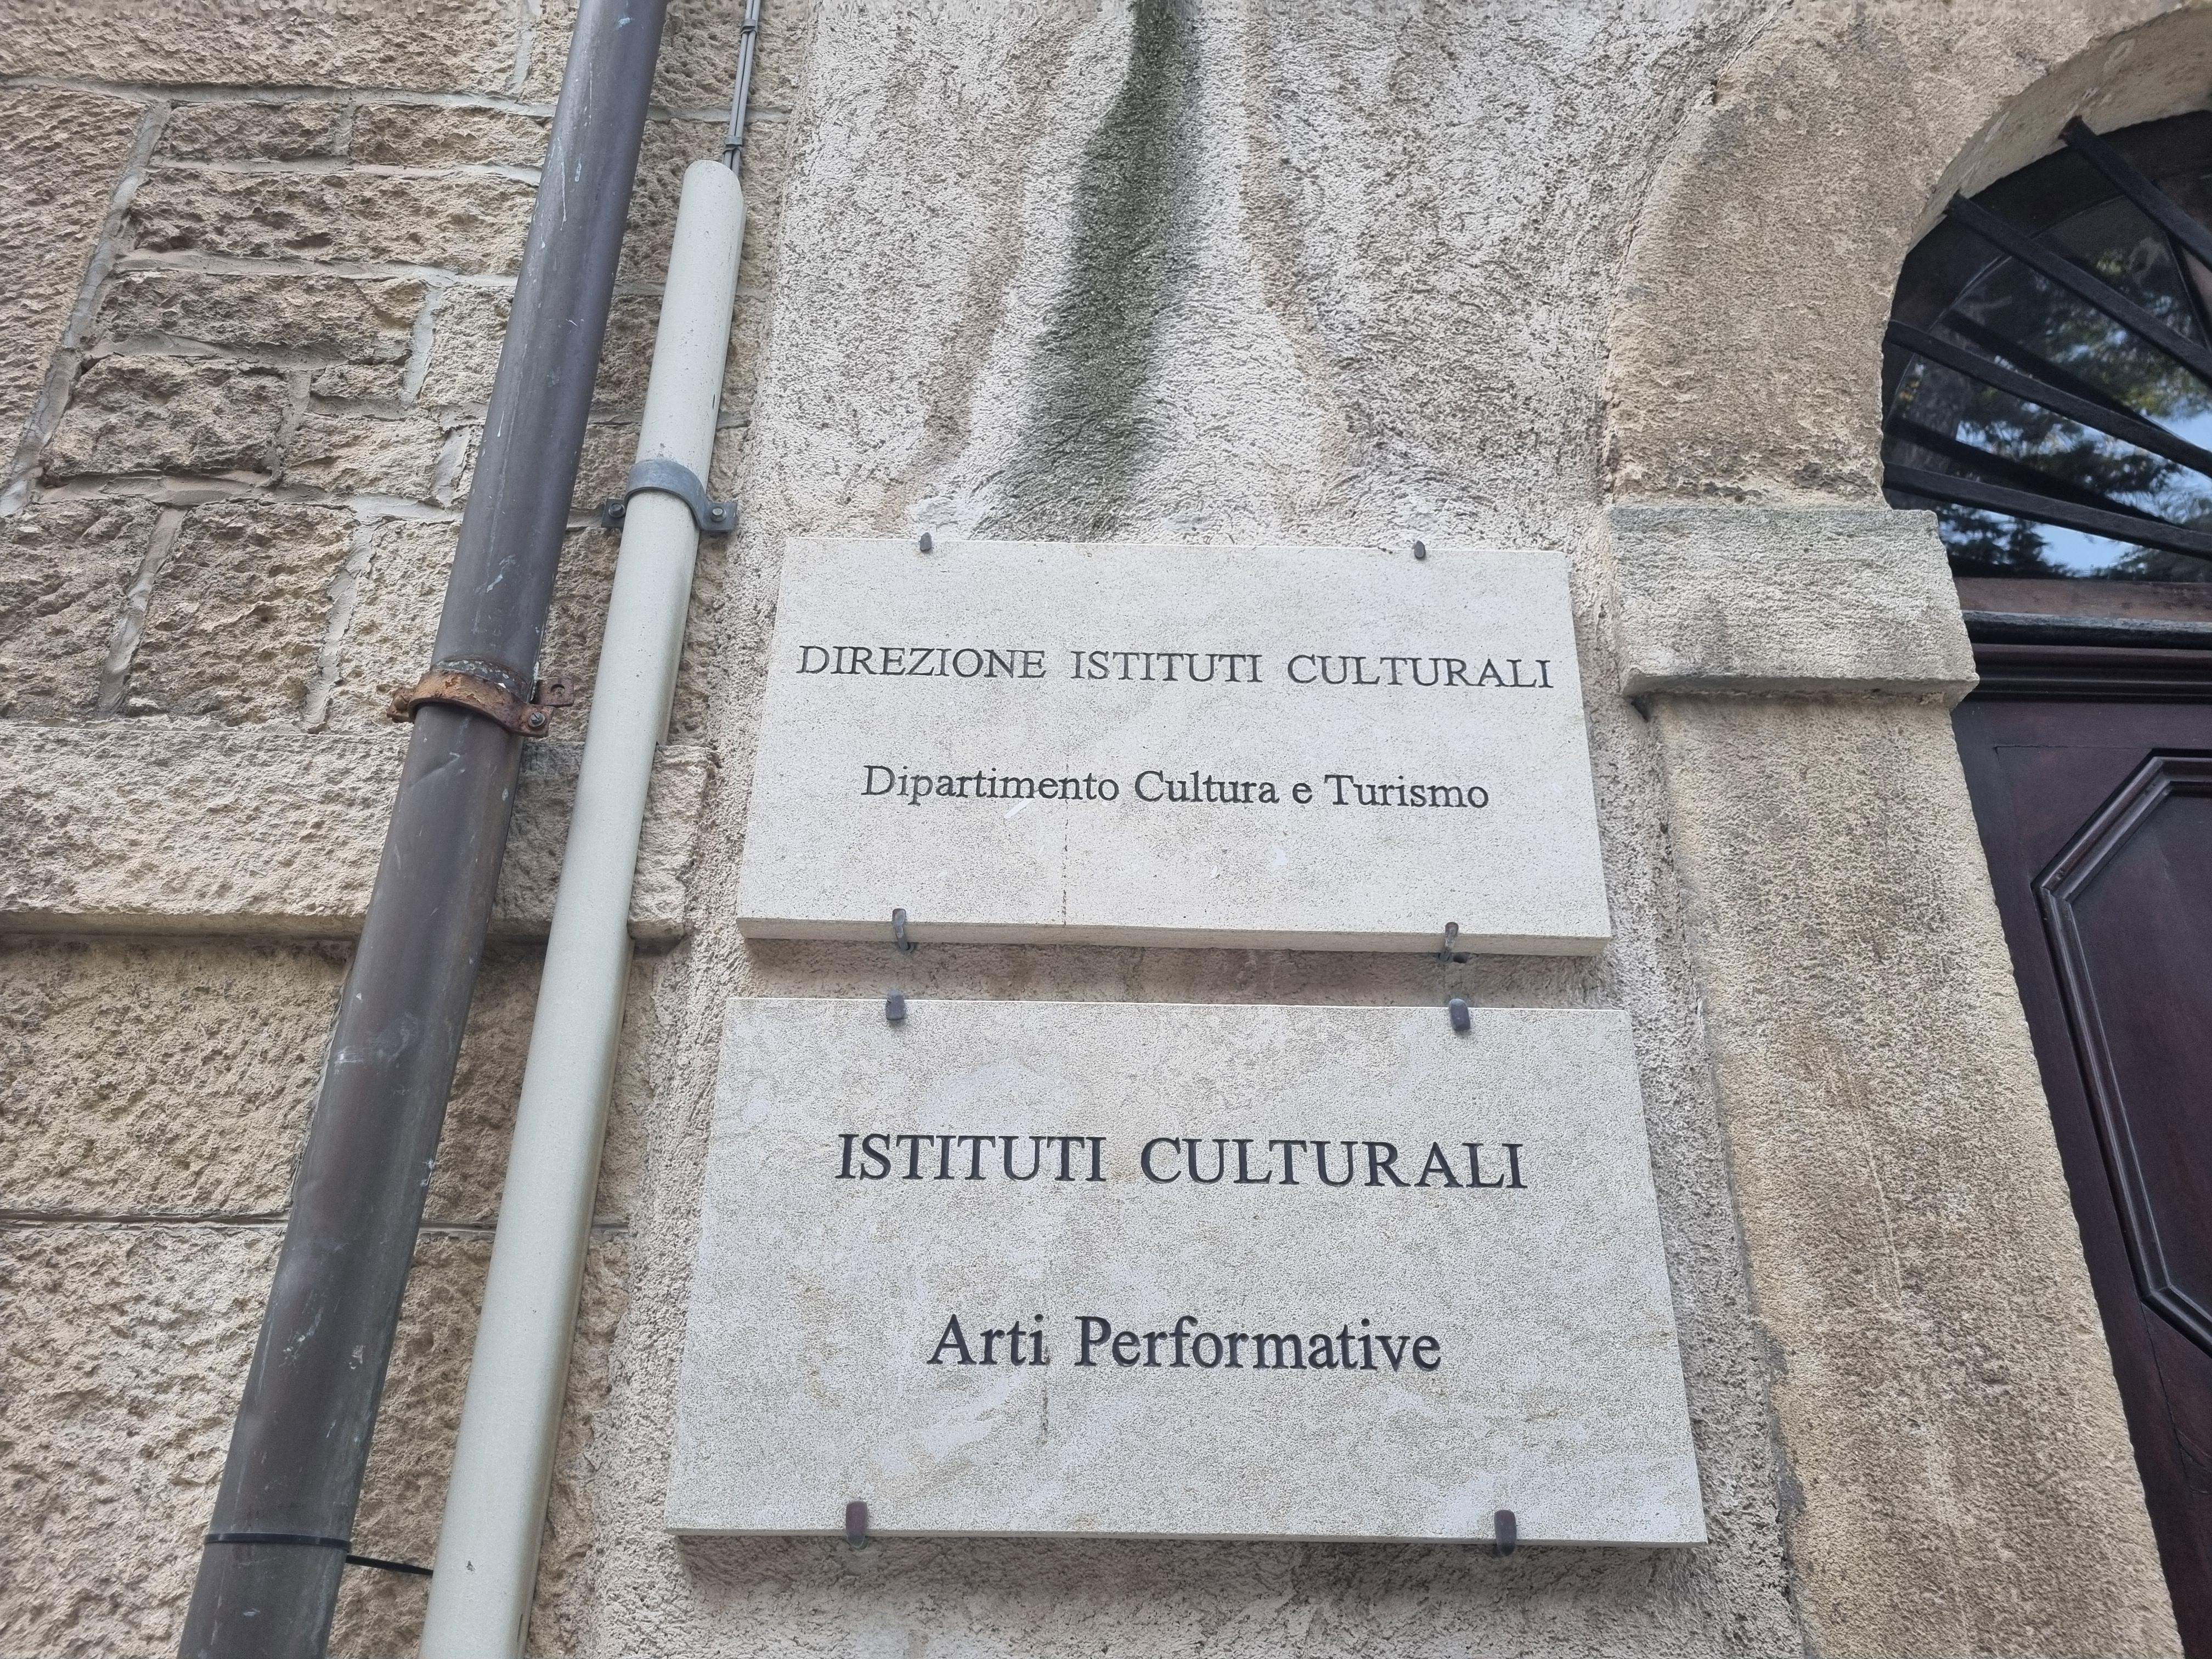 DIREZIONE ISTITUTI CULTURALI
Dipartimento Cultura e Turismo
ISTITUTI CULTURALI
Arti Performative